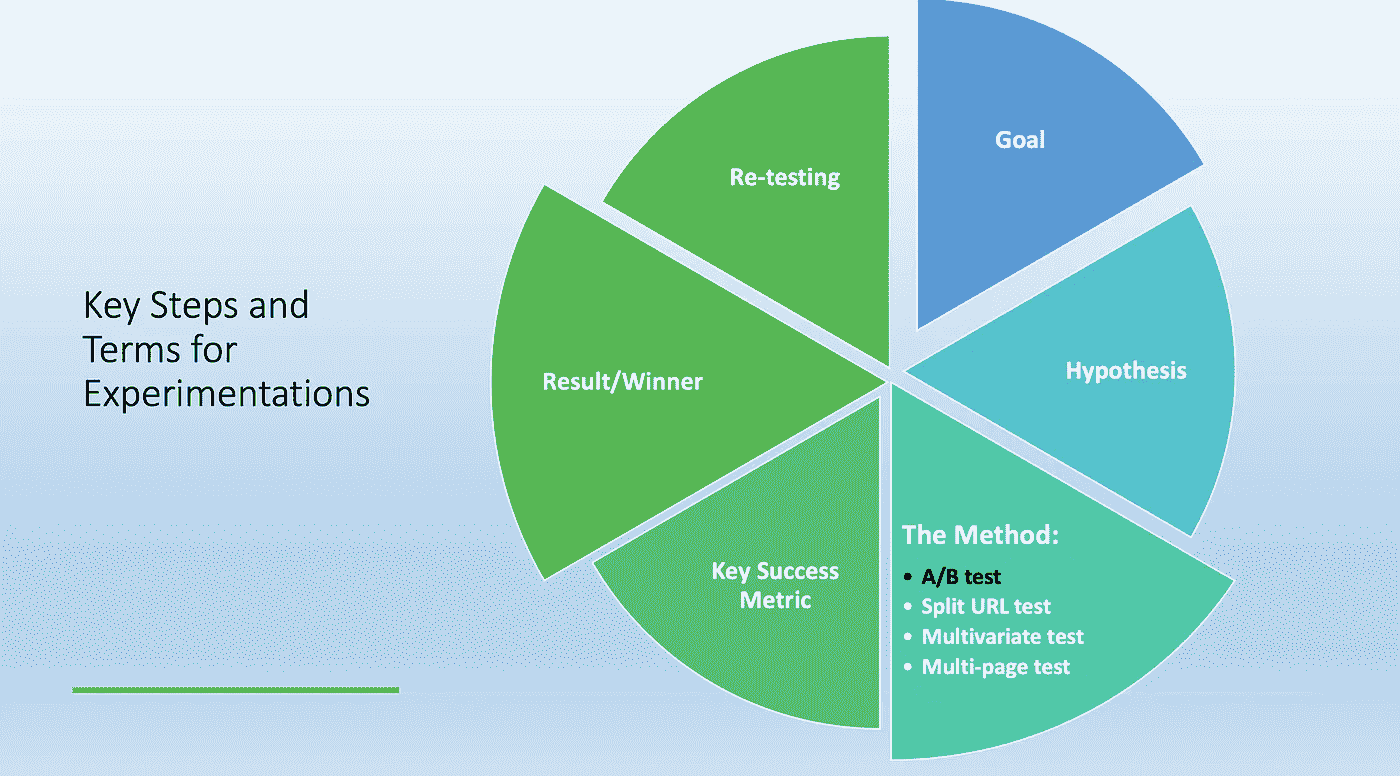 Key Steps and
Terms for
Experimentations
Goal
Hypothesis
The Method:
• A/B test
• Split URL test
• Multivariate test
• Multi-page test
Key Success
Metric
Result/Winner
Re-testing